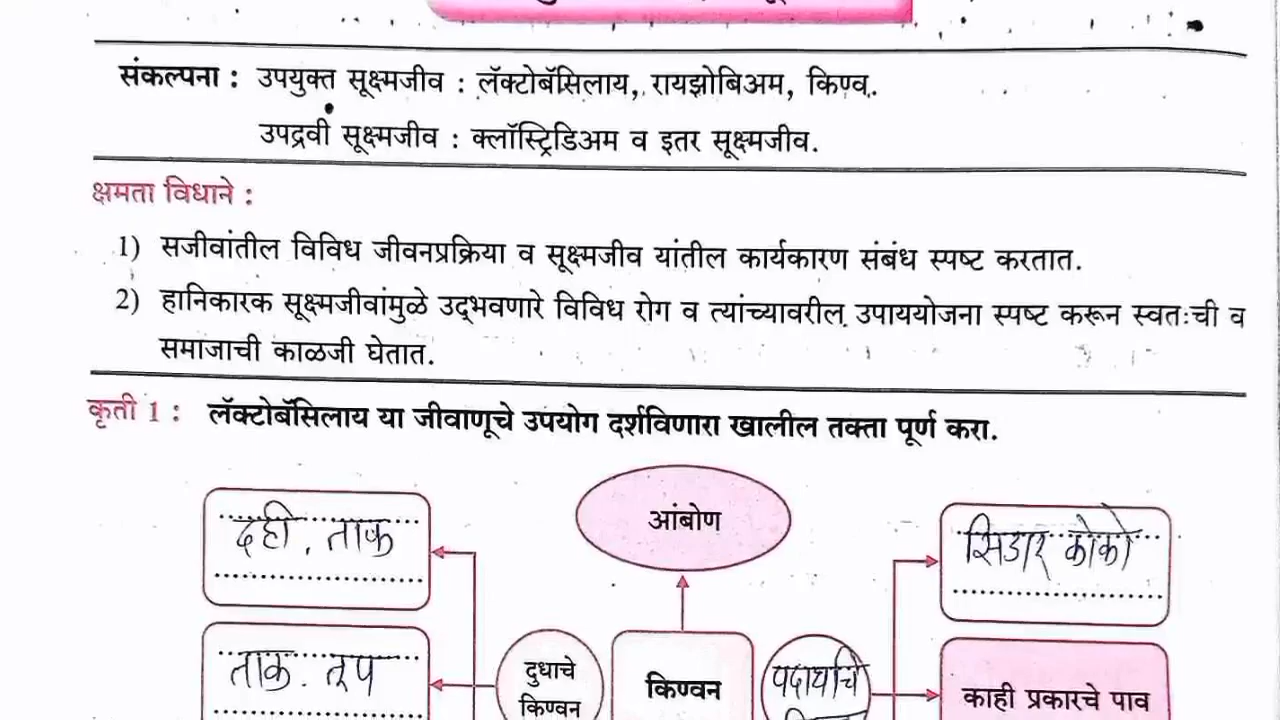 संकल्पना : उपयुक्त सूक्ष्मजीव : लॅक्टोबॅसिलाय, रायझोबिअम, किण्व.
उपद्रवी सूक्ष्मजीव : क्लॉस्ट्रिडिअम व इतर सूक्ष्मजीव.
क्षमता विधाने :
1) सजीवांतील विविध जीवनप्रक्रिया व सूक्ष्मजीव यांतील कार्यकारण संबंध स्पष्ट करतात.
2) हानिकारक सूक्ष्मजीवांमुळे उद्‌भवणारे विविध रोग व त्यांच्यावरील उपाययोजना स्पष्ट करून स्वतःची व
समाजाची काळजी घेतात.
कृती 1 : लॅक्टोबॅसिलाय या जीवाणूचे उपयोग दर्शविणारा खालील तक्ता पूर्ण करा.
दही. ताक
आंबोण
सिडार कोको
ताक. तूप
दुधाचे
किण्वन
किण्वन
पदार्थांचे
काही प्रकारचे पाव